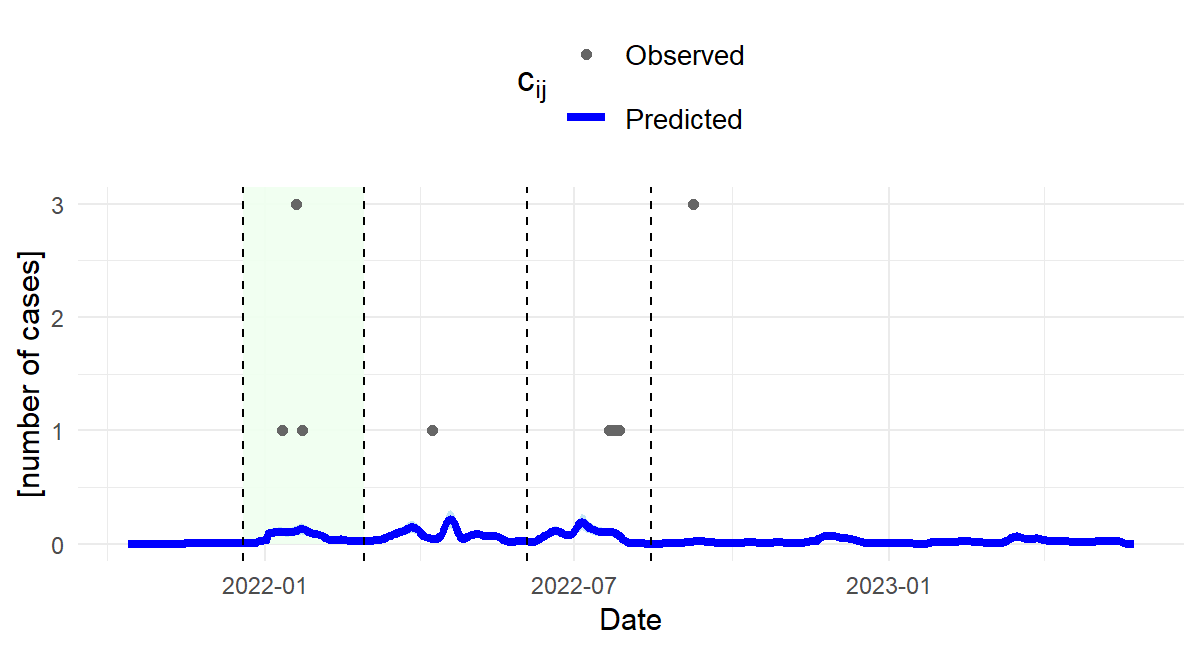 Observed
c_ij
Predicted
3
2
1
0
[number of cases]
2022-01
2022-07
2023-01
Date